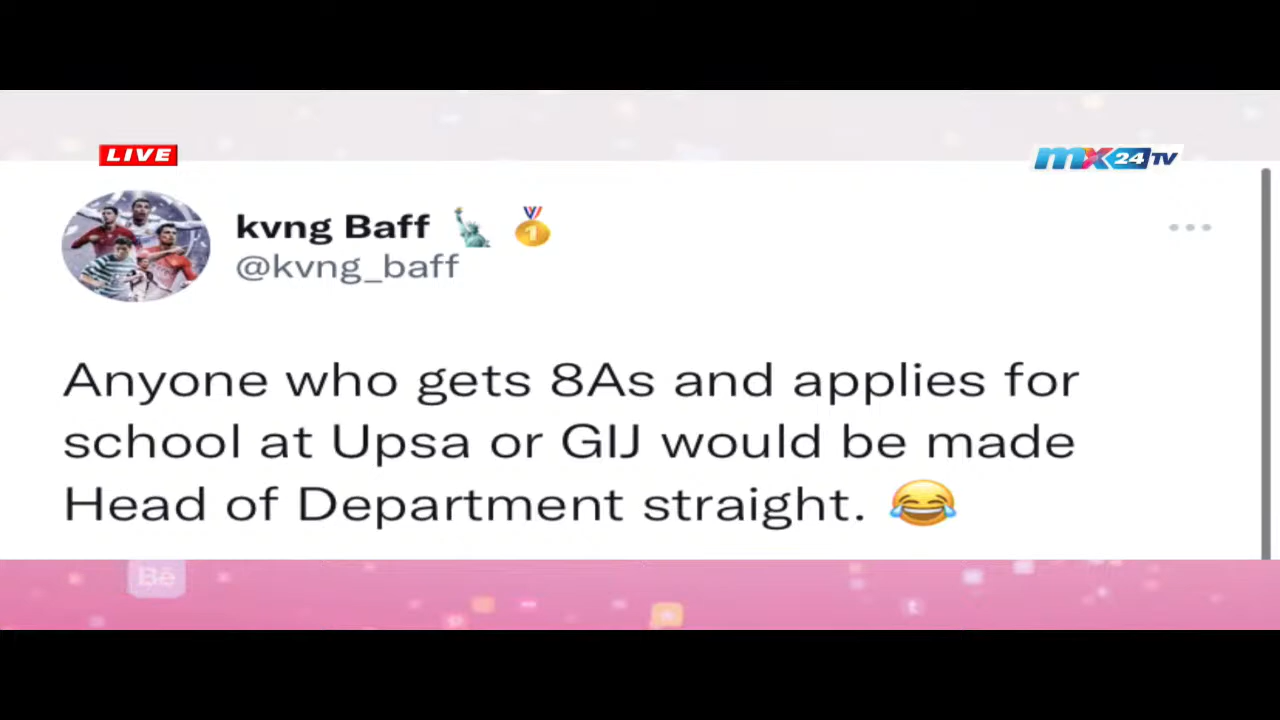 LIVE
mx24TV
kvng Baff 🗽 🥇
@kvng_baff
Anyone who gets 8As and applies for
school at Upsa or GIJ would be made
Head of Department straight. 😂
Bē
t